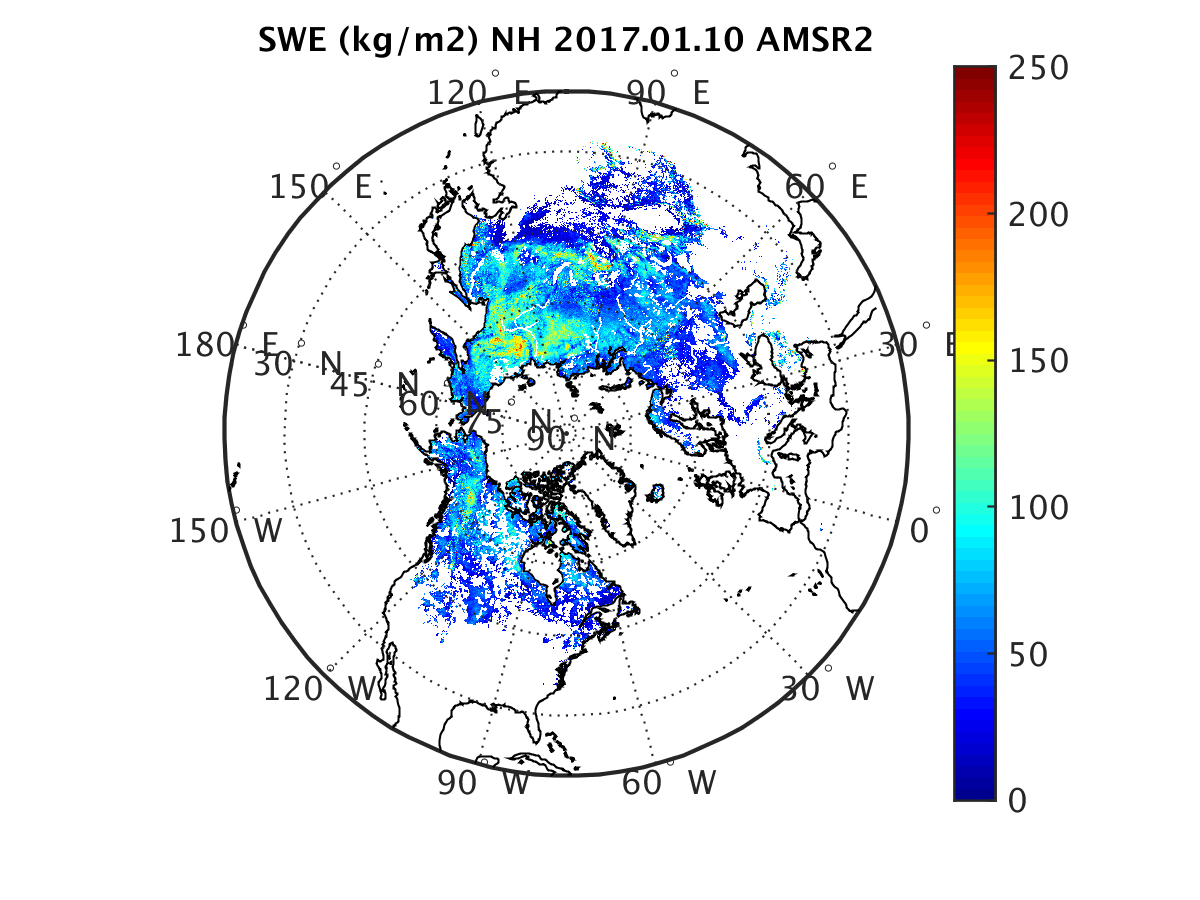 SWE (kg/m2) NH 2017.01.10 AMSR2
250
120° E
90° E
150° E
60° E
200
180° E
30° E
30° N
150
45° N
60° N
75° N
90° N
100
150° W
0°
50
120° W
30° W
90° W
60° W
0